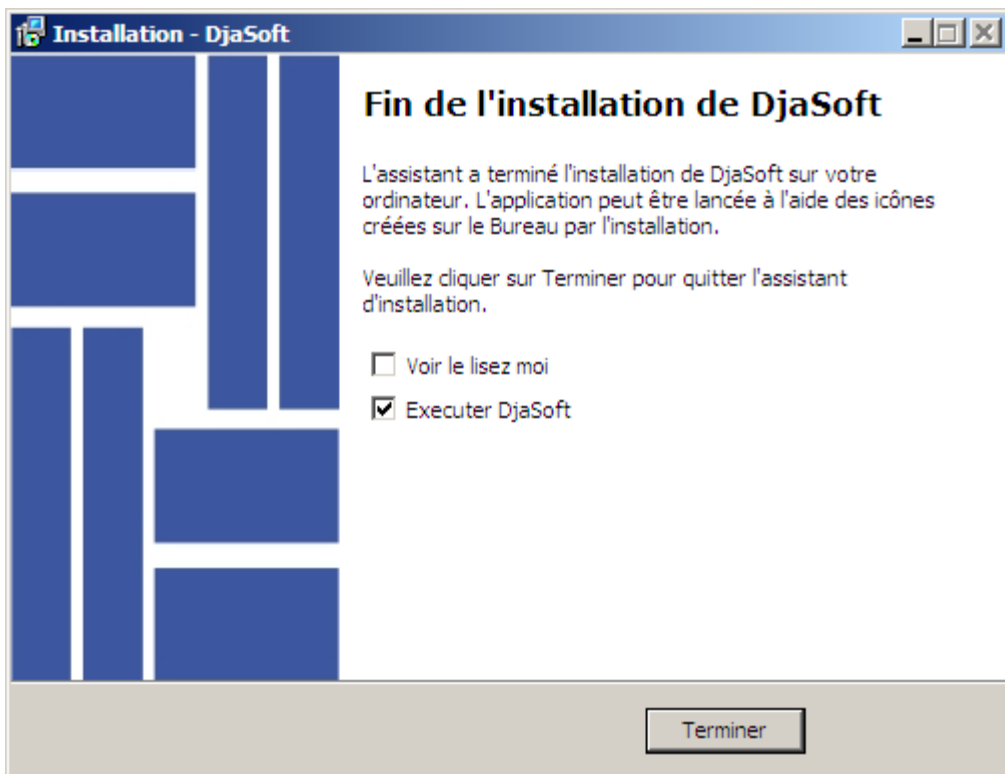 Installation - DjaSoft
Fin de l'installation de DjaSoft
L'assistant a terminé l'installation de DjaSoft sur votre
ordinateur. L'application peut être lancée à l'aide des icônes
créées sur le Bureau par l'installation.
Veuillez cliquer sur Terminer pour quitter l'assistant
d'installation.
Voir le lisez moi
Executer DjaSoft
Terminer